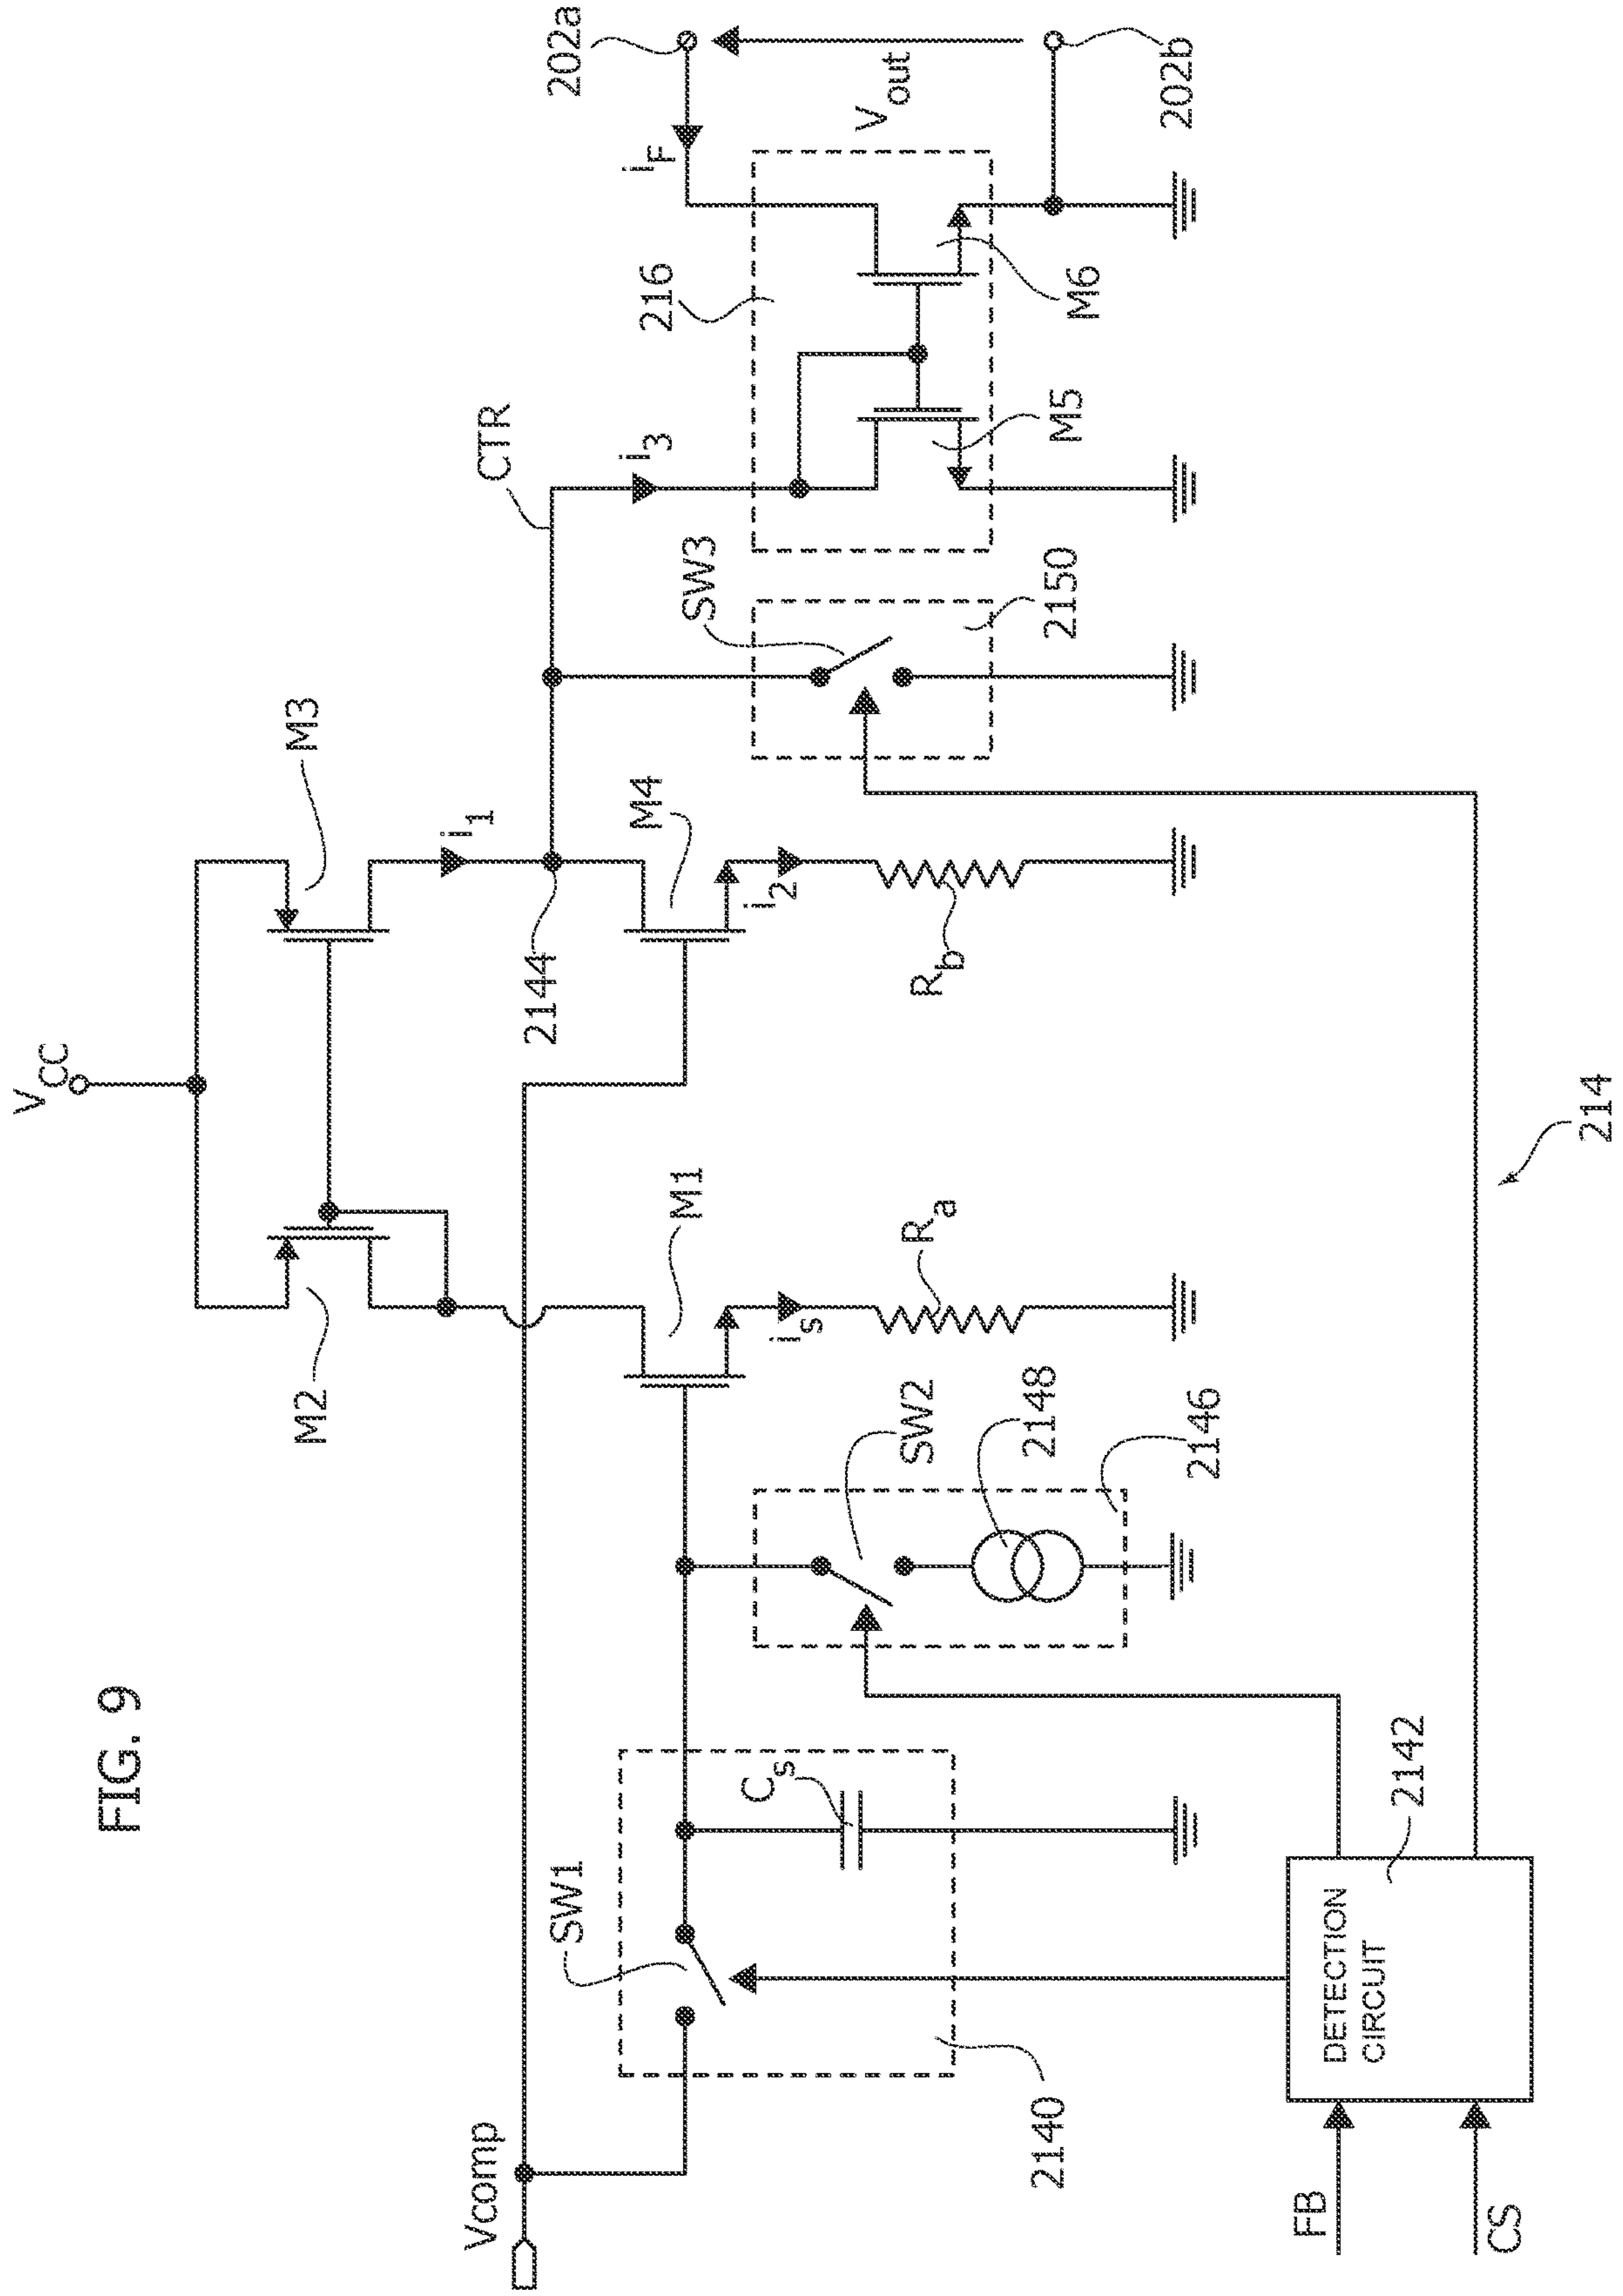 FIG. 9
VCC
M2
M3
i1
2144
CTR
i3
SW3
216
iF
202a
Vout
202b
M6
M5
2150
M4
i2
Rb
M1
is
Ra
SW2
2148
2146
Vcomp
SW1
Cs
2140
FB
CS
DETECTION
CIRCUIT
2142
214